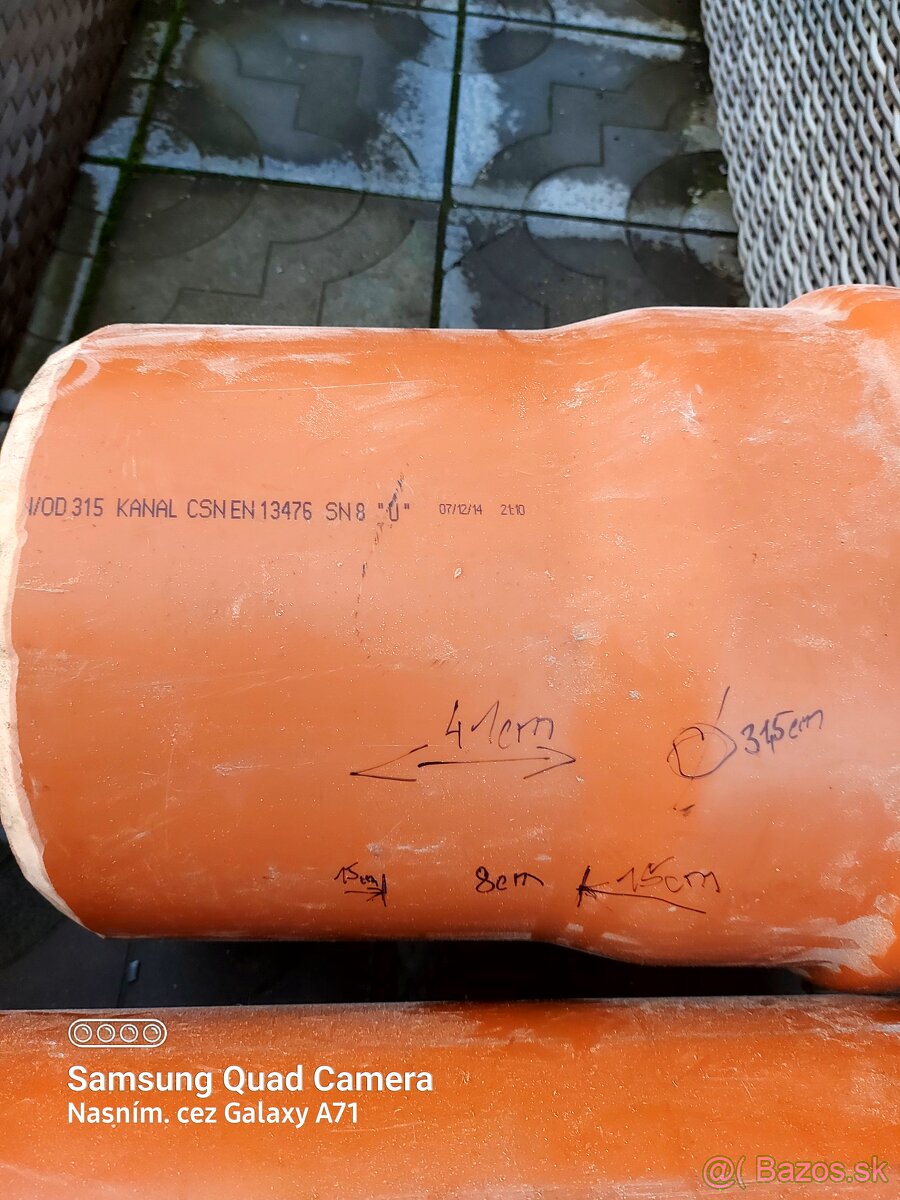 /OD 315 KANAL CSN EN 13476 SN 8 "U" 07/12/14 21:10
41cm
31,5cm
15cm 8cm 15cm
Samsung Quad Camera
Nasním. cez Galaxy A71
@( Bazos.sk